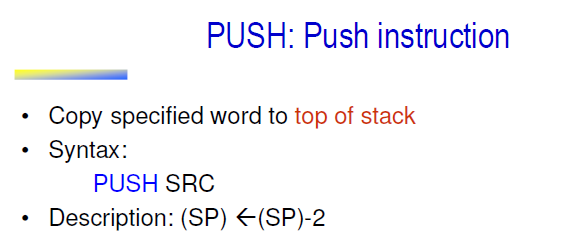 PUSH: Push instruction
• Copy specified word to top of stack
• Syntax:
PUSH SRC
• Description: (SP) ←(SP)-2